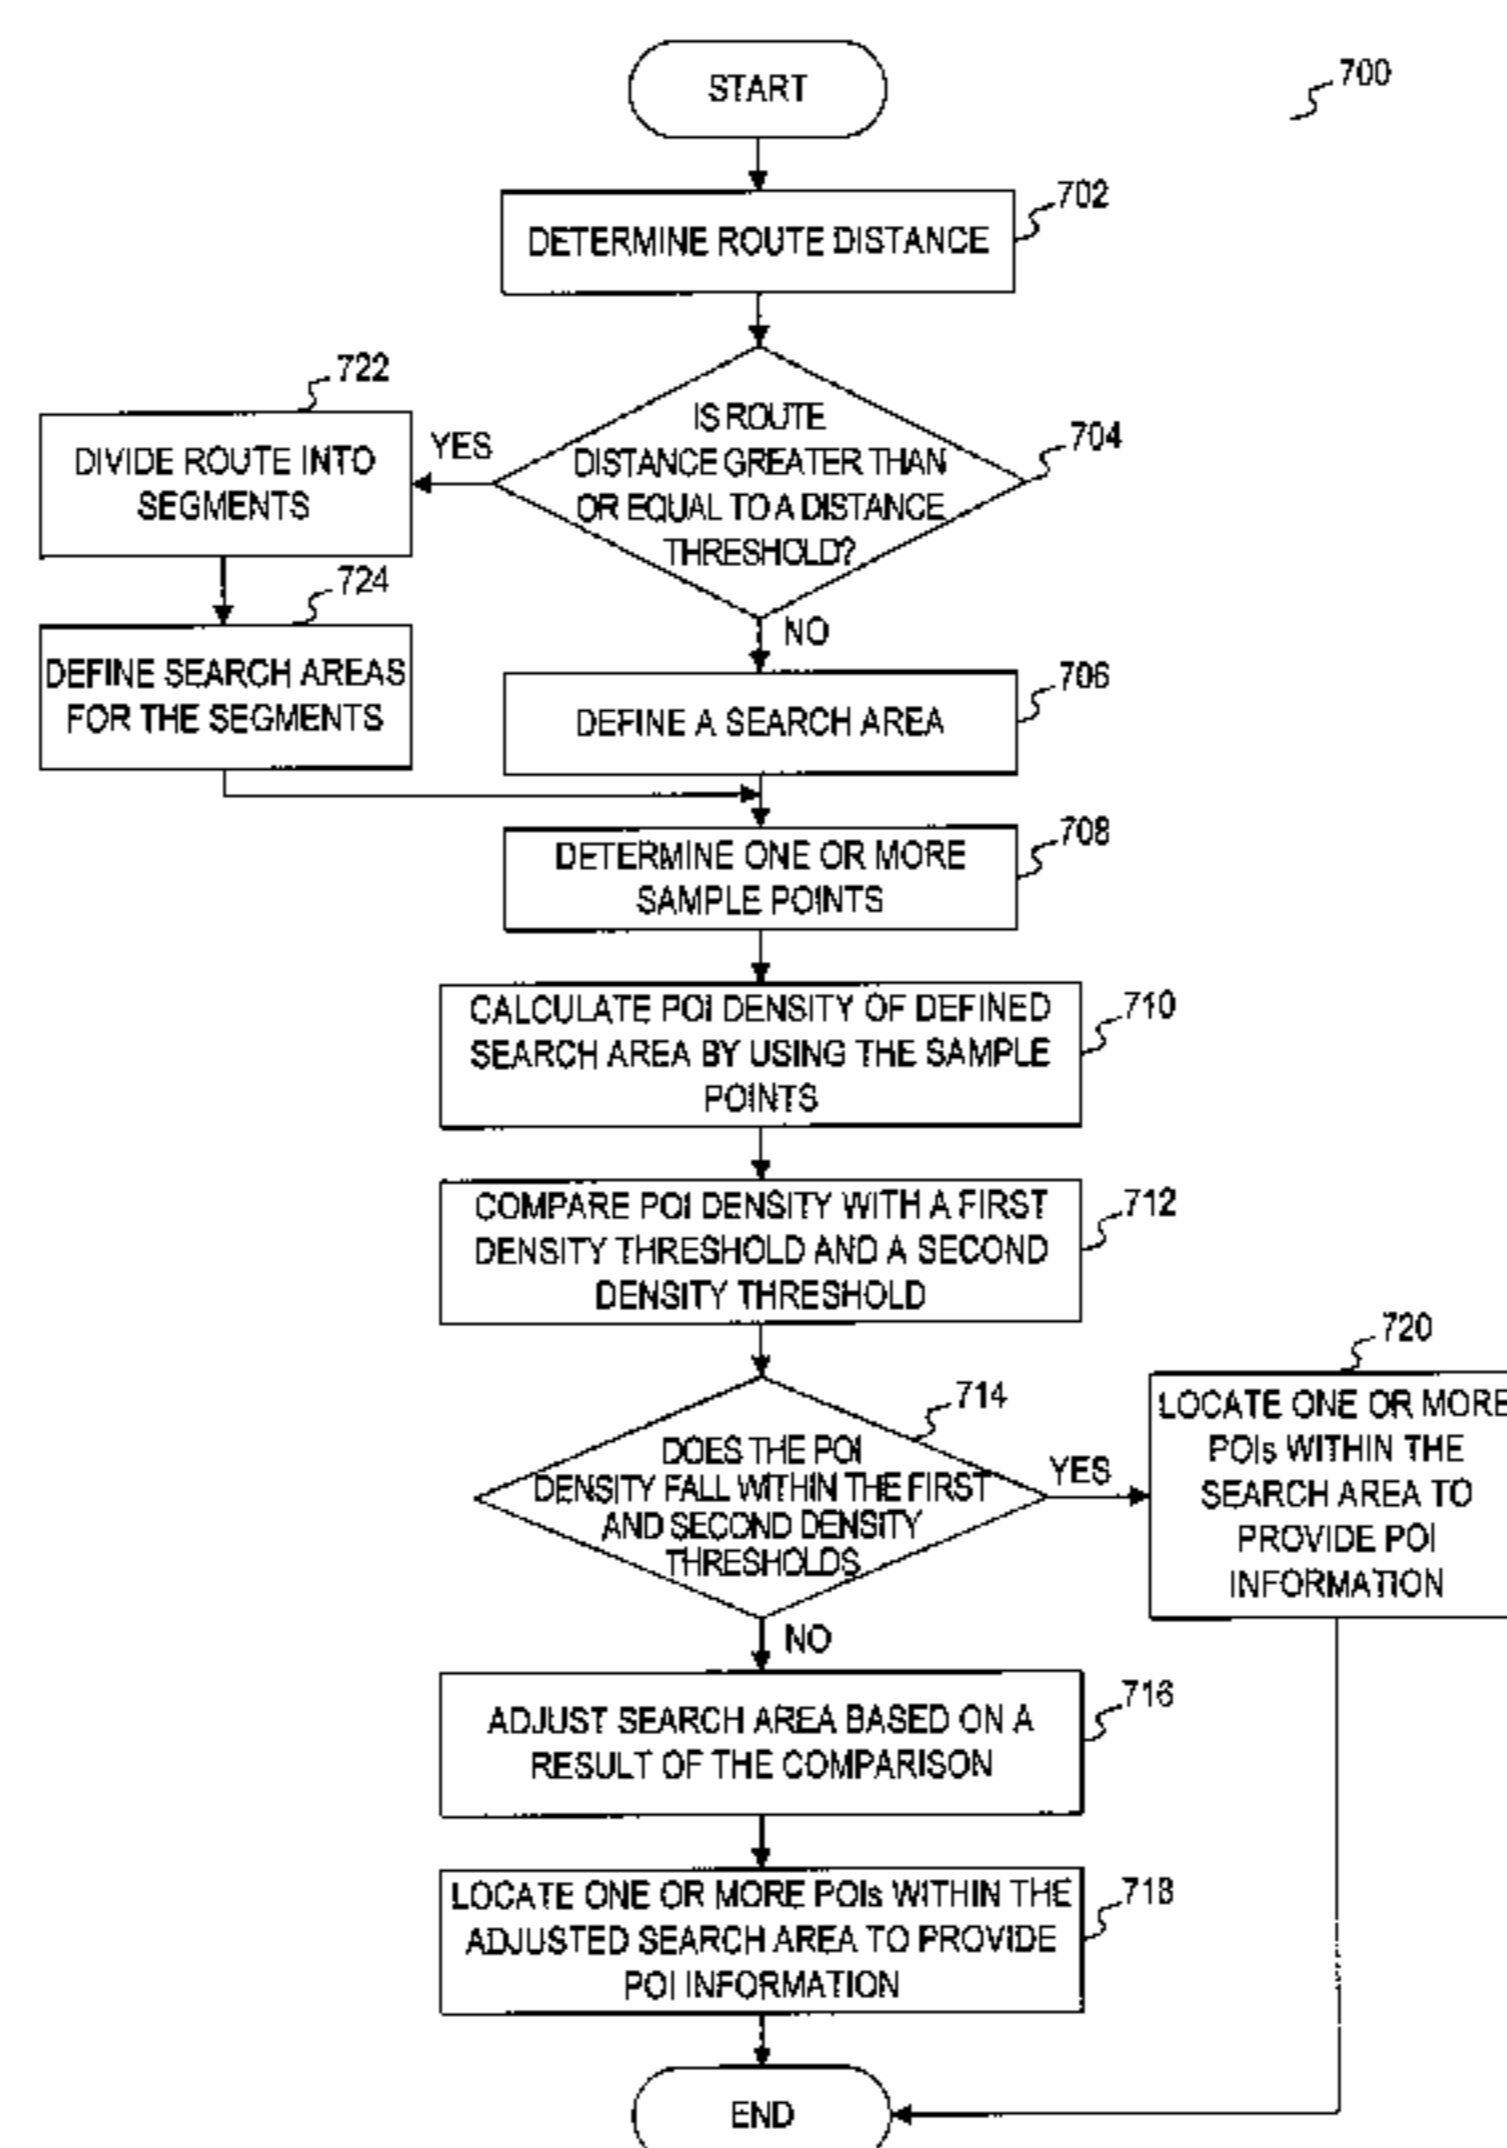 START
700
702
DETERMINE ROUTE DISTANCE
722
DIVIDE ROUTE INTO
SEGMENTS
YES
IS ROUTE
DISTANCE GREATER THAN
OR EQUAL TO A DISTANCE
THRESHOLD?
704
NO
724
DEFINE SEARCH AREAS
FOR THE SEGMENTS
706
DEFINE A SEARCH AREA
708
DETERMINE ONE OR MORE
SAMPLE POINTS
710
CALCULATE POI DENSITY OF DEFINED
SEARCH AREA BY USING THE SAMPLE
POINTS
712
COMPARE POI DENSITY WITH A FIRST
DENSITY THRESHOLD AND A SECOND
DENSITY THRESHOLD
714
DOES THE POI
DENSITY FALL WITHIN THE FIRST
AND SECOND DENSITY
THRESHOLDS
YES
720
LOCATE ONE OR MORE
POIs WITHIN THE
SEARCH AREA TO
PROVIDE POI
INFORMATION
NO
716
ADJUST SEARCH AREA BASED ON A
RESULT OF THE COMPARISON
718
LOCATE ONE OR MORE POIs WITHIN THE
ADJUSTED SEARCH AREA TO PROVIDE
POI INFORMATION
END